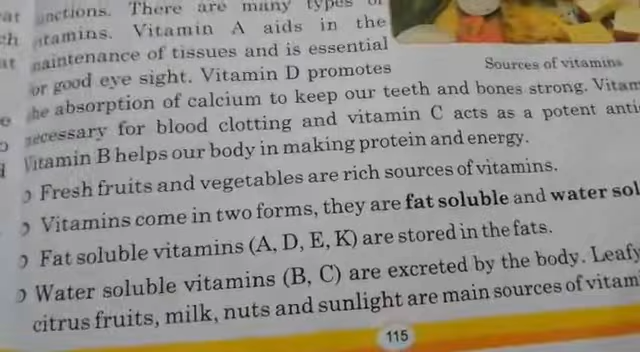 at
ch
at
e
functions. There are many types of
vitamins. Vitamin A aids in the
maintenance of tissues and is essential
for good eye sight. Vitamin D promotes
the absorption of calcium to keep our teeth and bones strong. Vitam
necessary for blood clotting and vitamin C acts as a potent anti
Vitamin B helps our body in making protein and energy.
Fresh fruits and vegetables are rich sources of vitamins.
Vitamins come in two forms, they are fat soluble and water sol
Fat soluble vitamins (A, D, E, K) are stored in the fats.
Water soluble vitamins (B, C) are excreted by the body. Leafy
citrus fruits, milk, nuts and sunlight are main sources of vitam
Sources of vitamins
115